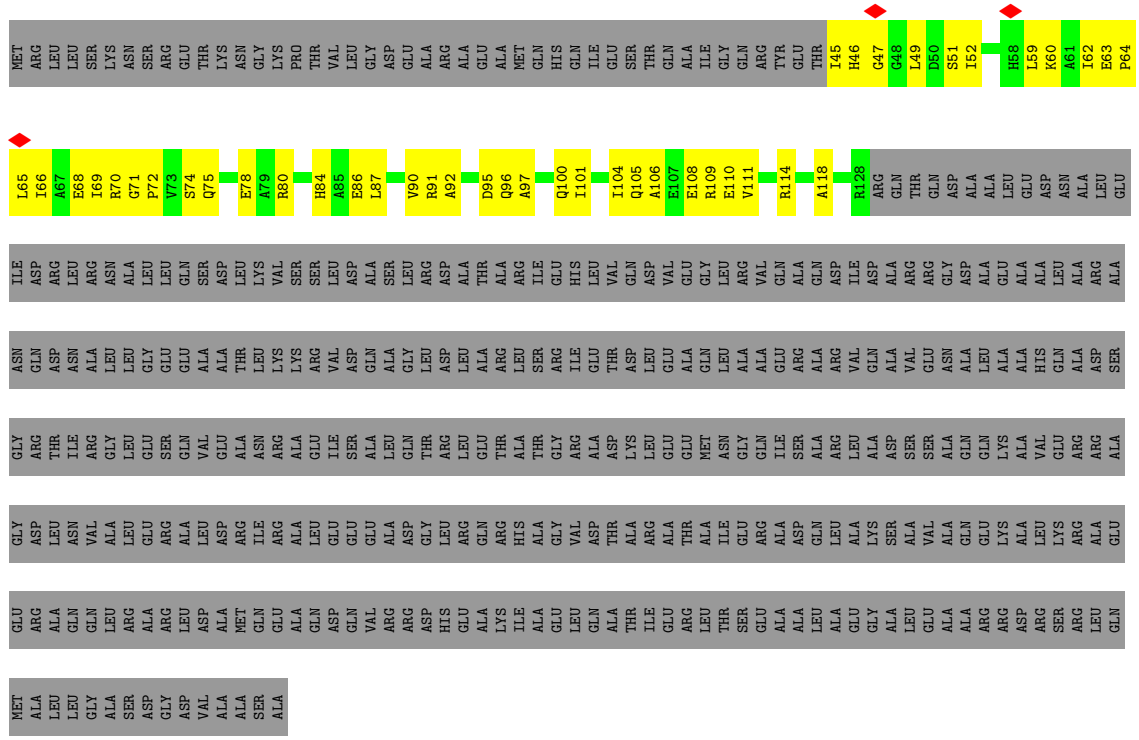 MET ARG LEU LEU SER LYS ASN SER ARG GLU THR LYS ASN GLY LYS PRO THR VAL LEU GLY ASP GLU ALA ARG ALA GLU ALA MET GLN HIS GLN ILE GLU SER THR GLN ALA ILE GLY GLN ARG TYR GLU THR I45 H46 G47 G48 L49 D50 S51 I52 H58 L59 K60 A61 I62 E63 P64
L65 I66 A67 E68 I69 R70 G71 P72 V73 S74 Q75 E78 A79 R80 H84 A85 E86 L87 V90 R91 A92 D95 Q96 A97 Q100 I101 I104 Q105 A106 E107 E108 R109 E110 V111 R114 A118 R128 ARG GLN THR GLN ASP ALA ALA LEU GLU ASP ASN ALA LEU GLU
ILE ASP ARG LEU ARG ASN ALA LEU LEU GLN SER ASP LEU LYS VAL SER SER LEU ASP ALA SER LEU ARG ASP ALA THR ALA ARG ILE GLU HIS LEU VAL GLN ASP VAL GLU GLY LEU ARG VAL GLN ALA GLN ASP ILE ASP ALA ARG ARG GLY ASP ALA GLU ALA ALA LEU ALA ARG ALA
ASN GLN ASP ASN ALA LEU LEU GLY GLU GLU ALA ALA THR LEU LYS LYS ARG VAL ASP GLN ALA GLY LEU ASP LEU ALA ARG LEU SER ARG ILE GLU THR ASP LEU GLU ALA GLN LEU ALA ALA GLU ARG ALA ARG VAL GLN ALA VAL GLU ASN ALA LEU ALA ALA HIS GLN ALA ASP SER
GLY ARG THR ILE ARG GLY LEU GLU SER GLN VAL GLU ALA ASN ARG ALA GLU ILE SER ALA LEU GLN THR ARG LEU GLU THR ALA THR GLY ARG ALA ASP LYS LEU GLU GLU MET ASN GLY GLN ILE SER ALA ARG LEU ALA ASP SER SER ALA GLN GLN LYS ALA VAL GLU ARG ARG ALA
GLY ASP LEU ASN VAL ALA LEU GLU ARG ALA LEU ASP ARG ILE ARG ALA LEU GLU GLU GLU ALA ASP GLY LEU ARG GLN ARG HIS ALA GLY VAL ASP THR ALA ARG ALA THR ALA ILE GLU ARG ALA ASP GLN LEU ALA LYS SER ALA VAL ALA GLN GLU LYS ALA LEU LYS ARG ALA GLU
GLU ARG ALA GLN GLN LEU ARG ALA ARG LEU ASP ALA MET GLN GLU ALA GLN ASP GLN VAL ARG ARG ASP HIS GLU ALA LYS ILE ALA GLU LEU GLN ALA THR ILE GLU ARG LEU THR SER GLU ALA ALA LEU ALA GLU GLY ALA LEU GLU ALA ALA ARG ARG ASP ARG SER ARG LEU GLN
MET ALA LEU LEU GLY ALA SER ASP GLY ASP VAL ALA ALA SER ALA